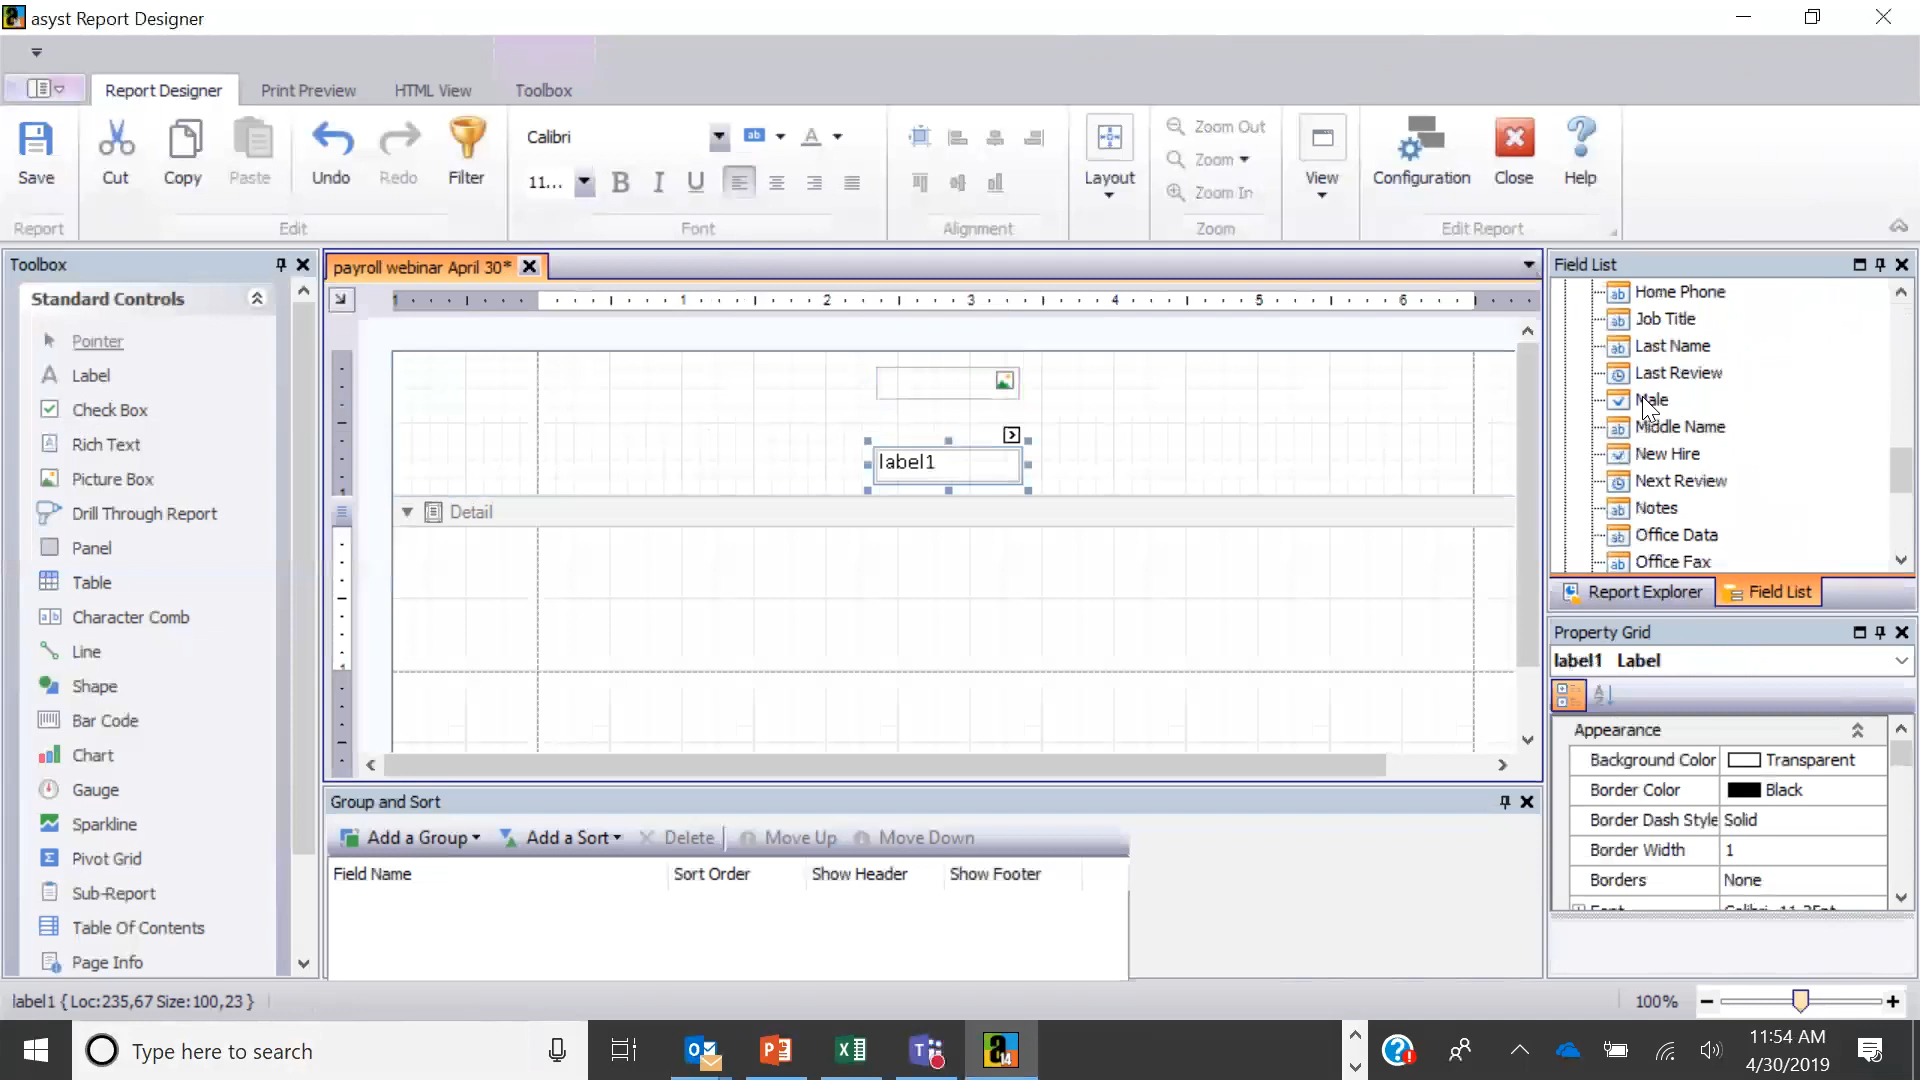 asyst Report Designer
Report Designer
Print Preview
HTML View
Toolbox
Save
Cut
Copy
Paste
Undo
Redo
Filter
Calibri
11...
B I U
Layout
Zoom Out
Zoom
Zoom In
View
Configuration
Close
Help
Report
Edit
Font
Alignment
Zoom
Edit Report
Toolbox
Standard Controls
Pointer
Label
Check Box
Rich Text
Picture Box
Drill Through Report
Panel
Table
Character Comb
Line
Shape
Bar Code
Chart
Gauge
Sparkline
Pivot Grid
Sub-Report
Table Of Contents
Page Info
payroll webinar April 30*
1 1 2 3 4 5 6
label1
Detail
Group and Sort
Add a Group
Add a Sort
Delete
Move Up
Move Down
Field Name
Sort Order
Show Header
Show Footer
Field List
Home Phone
Job Title
Last Name
Last Review
Male
Middle Name
New Hire
Next Review
Notes
Office Data
Office Fax
Report Explorer
Field List
Property Grid
label1 Label
Appearance
Background Color Transparent
Border Color Black
Border Dash Style Solid
Border Width 1
Borders None
label1 { Loc:235,67 Size:100,23 }
100%
Type here to search
11:54 AM
4/30/2019